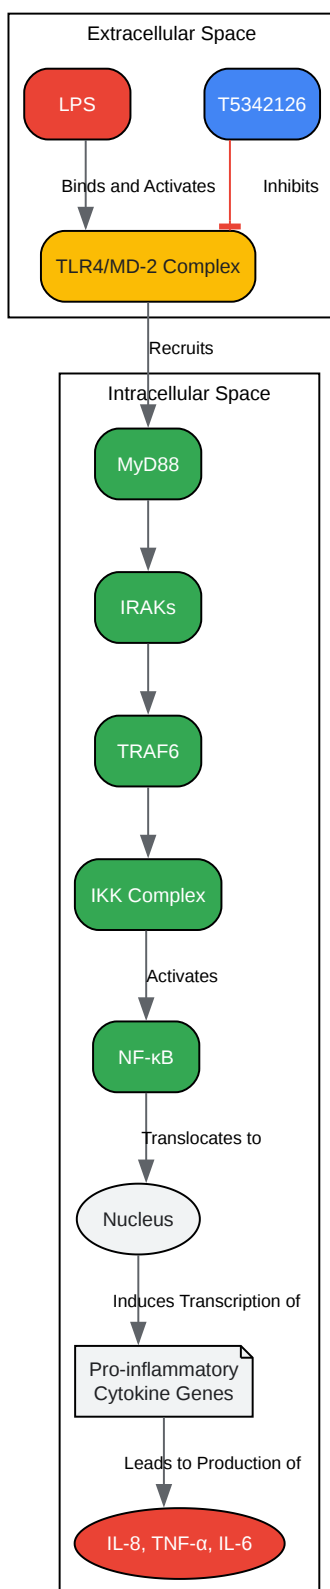 Extracellular Space
LPS
T5342126
Binds and Activates
Inhibits
TLR4/MD-2 Complex
Recruits
Intracellular Space
MyD88
IRAKs
TRAF6
IKK Complex
Activates
NF-κB
Translocates to
Nucleus
Induces Transcription of
Pro-inflammatory
Cytokine Genes
Leads to Production of
IL-8, TNF-α, IL-6